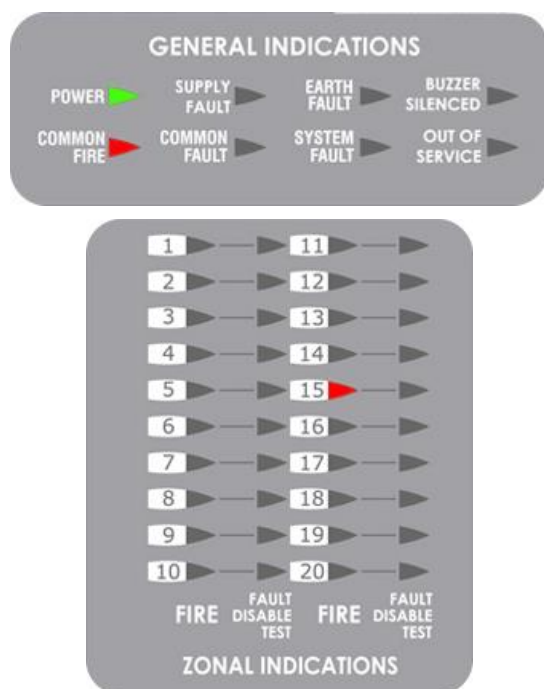 GENERAL INDICATIONS
POWER
SUPPLY
FAULT
EARTH
FAULT
BUZZER
SILENCED
COMMON
FIRE
COMMON
FAULT
SYSTEM
FAULT
OUT OF
SERVICE
1 11
2 12
3 13
4 14
5 15
6 16
7 17
8 18
9 19
10 20
FIRE
FAULT
DISABLE
TEST
FIRE
FAULT
DISABLE
TEST
ZONAL INDICATIONS